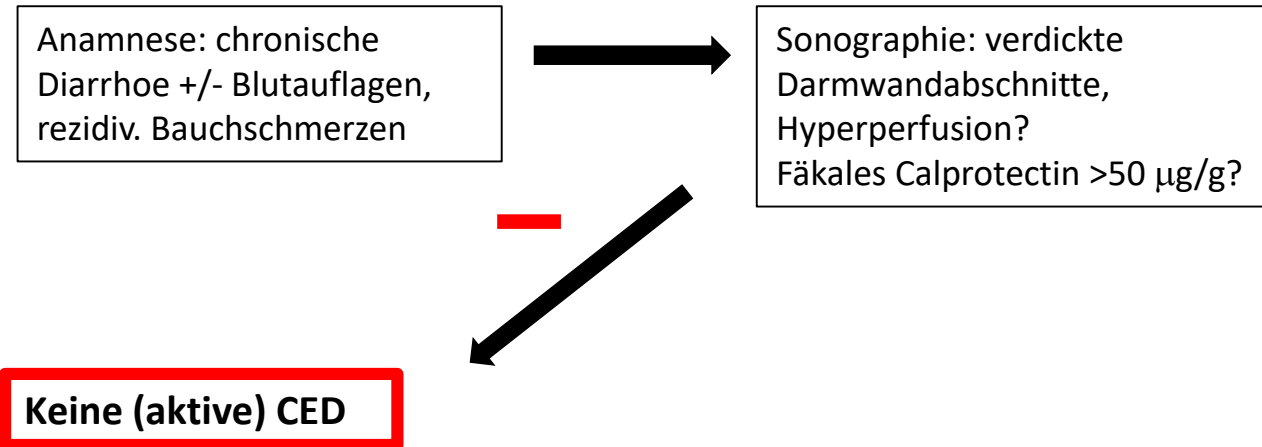 Anamnese: chronische
Diarrhoe +/- Blutauflagen,
rezidiv. Bauchschmerzen
Sonographie: verdickte
Darmwandabschnitte,
Hyperperfusion?
Fäkales Calprotectin >50 μg/g?
Keine (aktive) CED